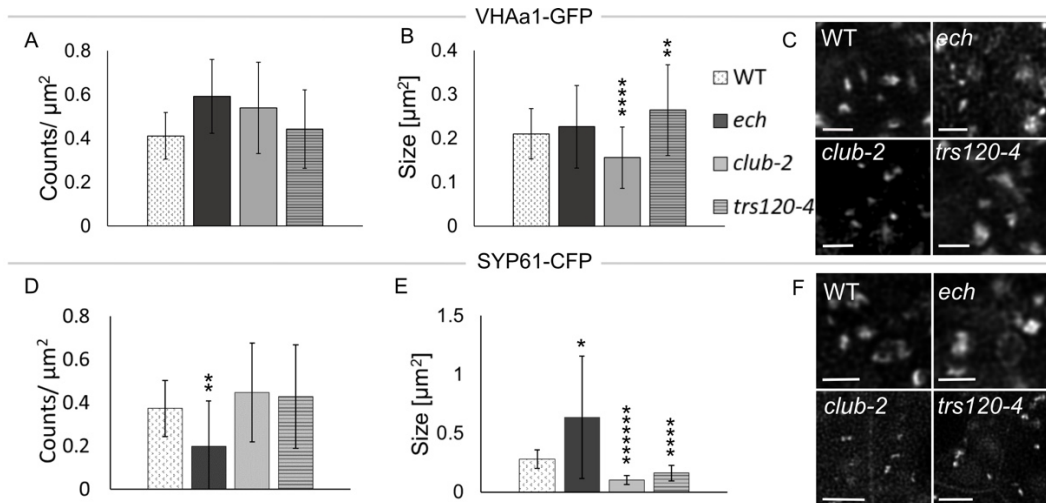 VHAa1-GFP
A
Counts/ μm²
0.8
0.6
0.4
0.2
0
B
Size [μm²]
0.4
0.3
0.2
0.1
0
****
**
WT
ech
club-2
trs120-4
C
WT
ech
club-2
trs120-4
SYP61-CFP
D
Counts/ μm²
0.8
0.6
0.4
0.2
0
**
E
Size [μm²]
1.5
1
0.5
0
*
******
****
F
WT
ech
club-2
trs120-4